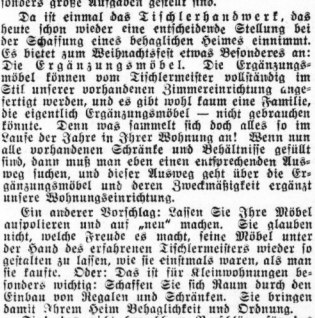 sonders große Aufgaben gestellt sind.
Da ist einmal das Tischlerhandwerk, das
heute schon wieder eine entscheidende Stellung bei
der Schaffung eines behaglichen Heimes einnimmt.
Es bietet zum Weihnachtsfest etwas Besonderes an:
Die Ergänzungsmöbel. Die Ergänzungs-
möbel können vom Tischlermeister vollständig im
Stil unserer vorhandenen Zimmereinrichtung ange-
fertigt werden, und es gibt wohl kaum eine Familie,
die eigentlich Ergänzungsmöbel — nicht gebrauchen
könnte. Denn was sammelt sich doch alles so im
Laufe der Jahre in Ihrer Wohnung an! Wenn nun
alle vorhandenen Schränke und Behältnisse gefüllt
sind, dann muß man eben einen entsprechenden Aus-
weg suchen, und dieser Ausweg geht über die Er-
gänzungsmöbel und deren Zweckmäßigkeit ergänzt
unsere Wohnungseinrichtung.
Ein anderer Vorschlag: Lassen Sie Ihre Möbel
aufpolieren und auf „neu" machen. Sie glauben
nicht, welche Freude es macht, seine Möbel unter
der Hand des erfahrenen Tischlermeisters wieder so
gestalten zu lassen, wie sie einstmals waren, als man
sie kaufte. Oder: Das ist für Kleinwohnungen be-
sonders wichtig: Schaffen Sie sich Raum durch den
Einbau von Regalen und Schränken. Sie bringen
damit Ihrem Heim Behaglichkeit und Ordnung.